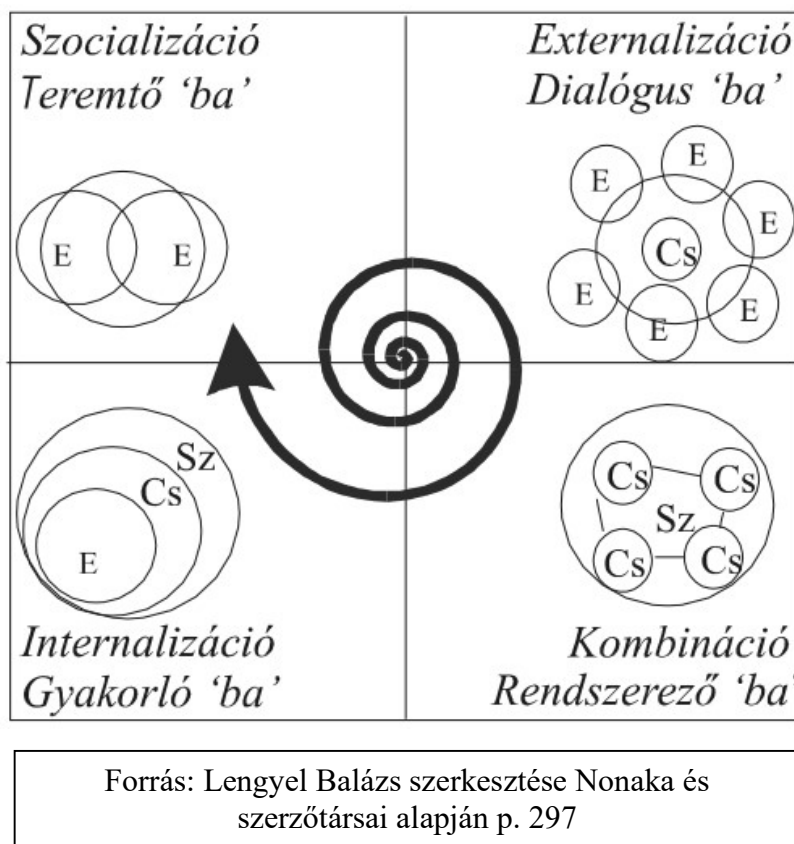 Szocializáció
Teremtő ‘ba’
E
E
Externalizáció
Dialógus ‘ba’
E
E
E
Cs
E
E
E
Sz
Cs
E
Internalizáció
Gyakorló ‘ba’
Cs
Cs
Sz
Cs
Cs
Kombináció
Rendszerező ‘ba’
Forrás: Lengyel Balázs szerkesztése Nonaka és
szerzőtársai alapján p. 297